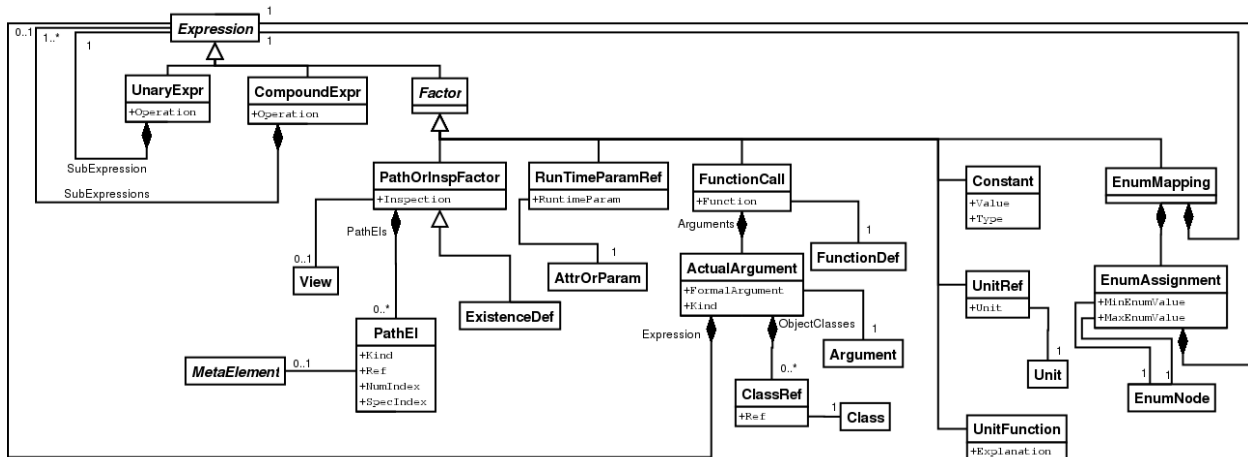 1
Expression
0..1
1..*
1
1
UnaryExpr
+Operation
CompoundExpr
+Operation
Factor
SubExpression
SubExpressions
PathOrInspFactor
+Inspection
RunTimeParamRef
+RuntimeParam
FunctionCall
+Function
Constant
+Value
+Type
EnumMapping
PathEls
Arguments
1
1
0..1
View
AttrOrParam
FunctionDef
ActualArgument
+FormalArgument
+Kind
UnitRef
+Unit
EnumAssignment
+MinEnumValue
+MaxEnumValue
0..*
ExistenceDef
PathEl
+Kind
+Ref
+NumIndex
+SpecIndex
Expression
ObjectClasses
1
Argument
1
Unit
MetaElement
0..1
0..*
1
1
EnumNode
ClassRef
+Ref
1
Class
UnitFunction
+Explanation